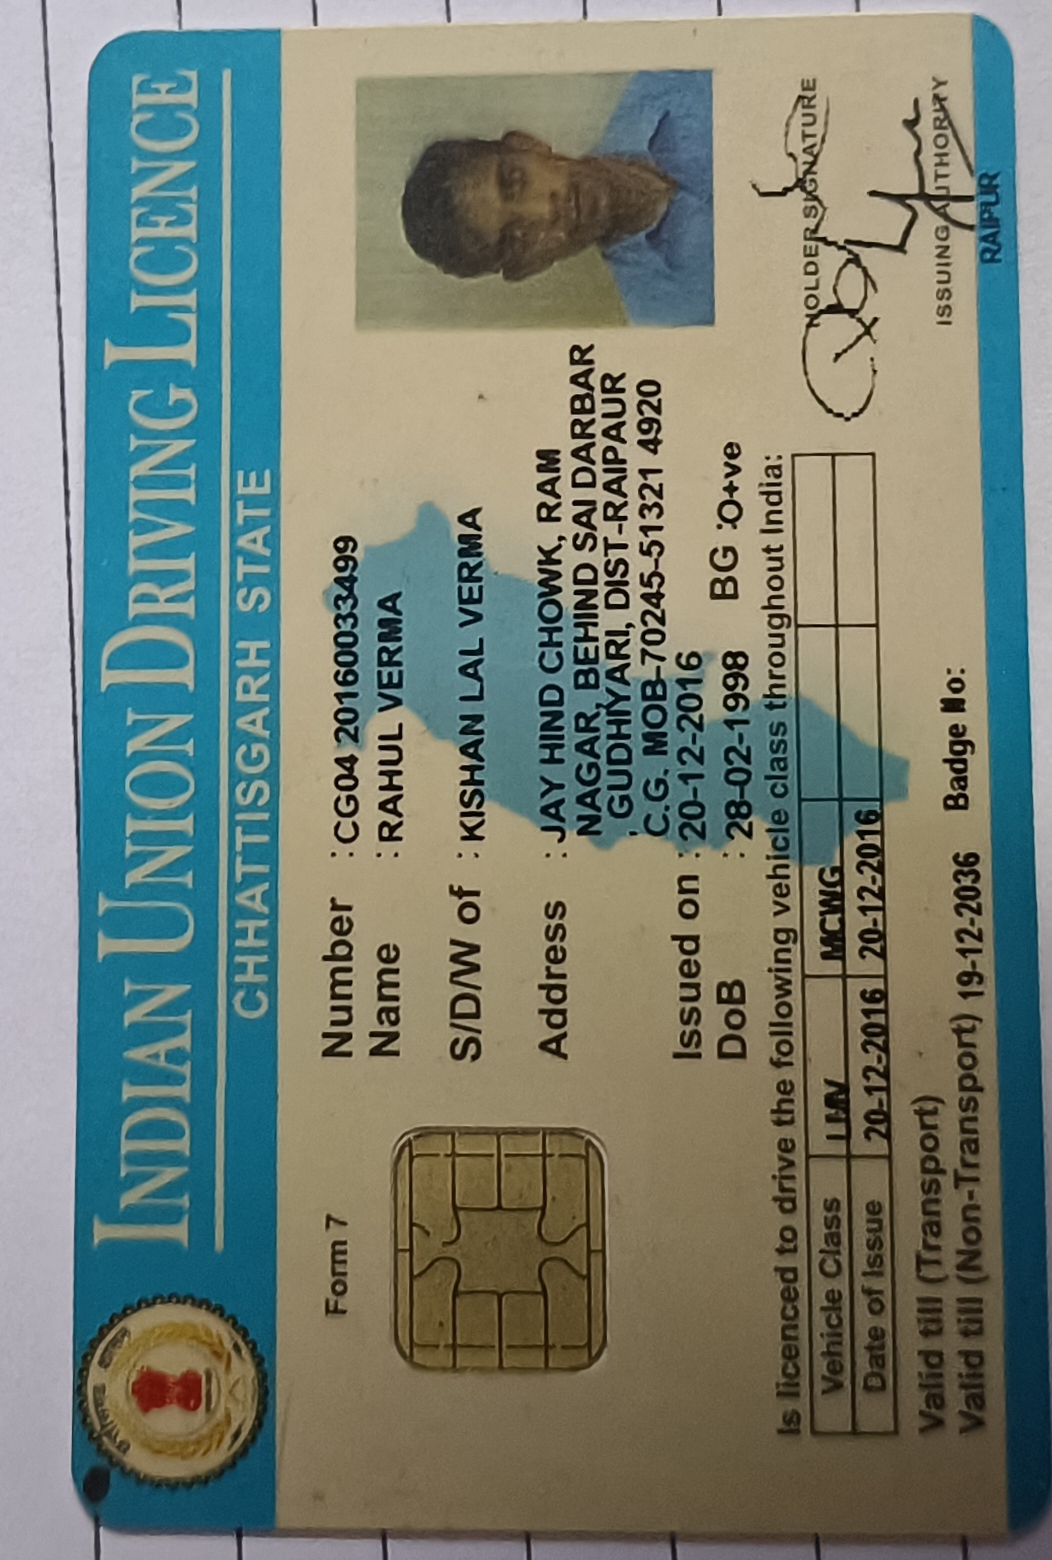 INDIAN UNION DRIVING LICENCE
CHHATTISGARH STATE
Form 7
Number : CG04 20160033499
Name : RAHUL VERMA
S/D/W of : KISHAN LAL VERMA
Address : JAY HIND CHOWK, RAM
NAGAR, BEHIND SAI DARBAR
, GUDHIYARI, DIST-RAIPAUR
C.G. MOB-70245-51321 4920
Issued on : 20-12-2016
DoB : 28-02-1998 BG :O+ve
Is licenced to drive the following vehicle class throughout India:
Vehicle Class LMV MCWG
Date of Issue 20-12-2016 20-12-2016
Valid till (Transport)
Valid till (Non-Transport) 19-12-2036 Badge No:
HOLDER SIGNATURE
ISSUING AUTHORITY
RAIPUR